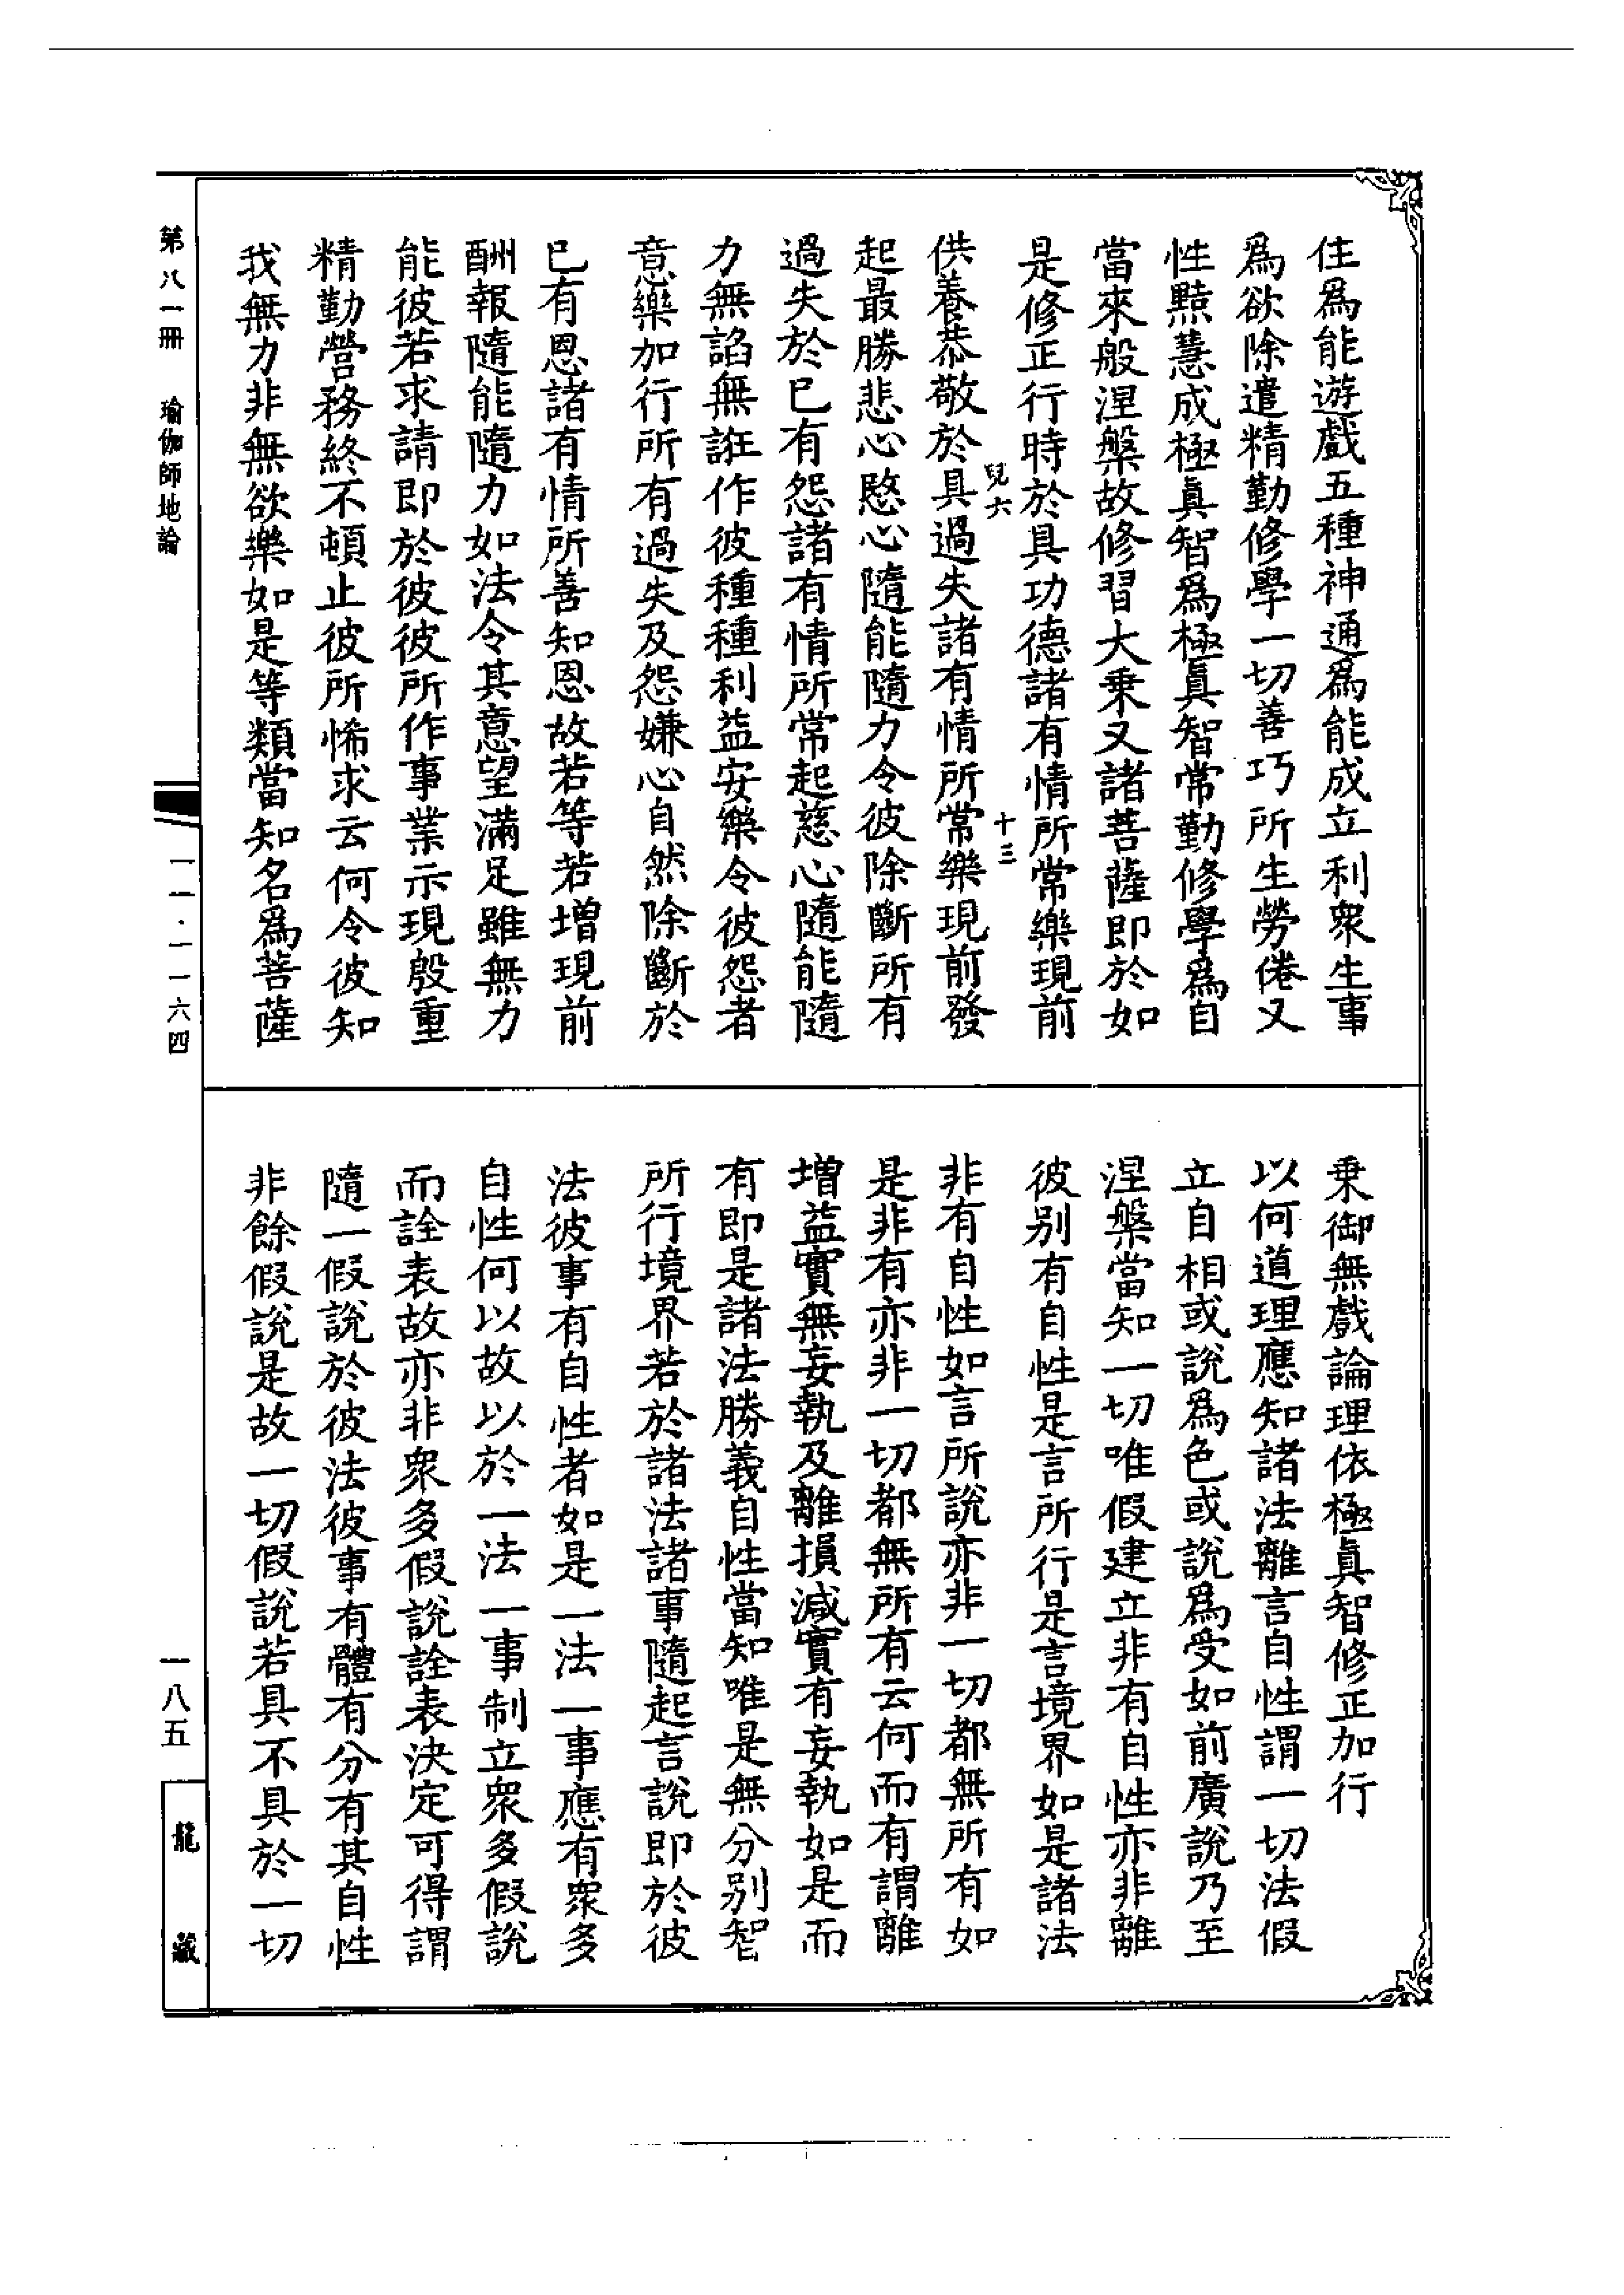 住爲能遊戲五種神通爲能成立利衆生事
爲欲除遣精勤修學一切善巧所生勞倦又
性黠慧成極眞智爲極眞智常勤修學爲自
當來般涅槃故修習大乗又諸菩薩即於如
是修正行時於具功德諸有情所常樂現前
皃六
十三
供養恭敬於具過失諸有情所常樂現前發
起最勝悲心愍心隨能隨力令彼除斷所有
過失於已有怨諸有情所常起慈心隨能隨
力無諂無誑作彼種種利益安樂令彼怨者
意樂加行所有過失及怨嫌心自然除斷於
已有恩諸有情所善知恩故若等若増現前
酬報隨能隨力如法令其意望滿足雖無力
能彼若求請即於彼彼所作事業示現殷重
精勤營務終不頓止彼所悕求云何令彼知
我無力非無欲樂如是等類當知名爲菩薩
乗御無戲論理依極眞智修正加行
以何道理應知諸法離言自性謂一切法假
立自相或說爲色或說爲受如前廣說乃至
涅槃當知一切唯假建立非有自性亦非離
彼别有自性是言所行是言境界如是諸法
非有自性如言所說亦非一切都無所有如
是非有亦非一切都無所有云何而有謂離
増益實無妄執及離損減實有妄執如是而
有即是諸法勝義自性當知唯是無分别智
所行境界若於諸法諸事隨起言說即於彼
法彼事有自性者如是一法一事應有衆多
自性何以故以於一法一事制立衆多假說
而詮表故亦非衆多假說詮表決定可得謂
隨一假說於彼法彼事有體有分有其自性
非餘假說是故一切假說若具不具於一切
第八一冊　瑜伽師地論
一一·一一六四
一八五
龍藏